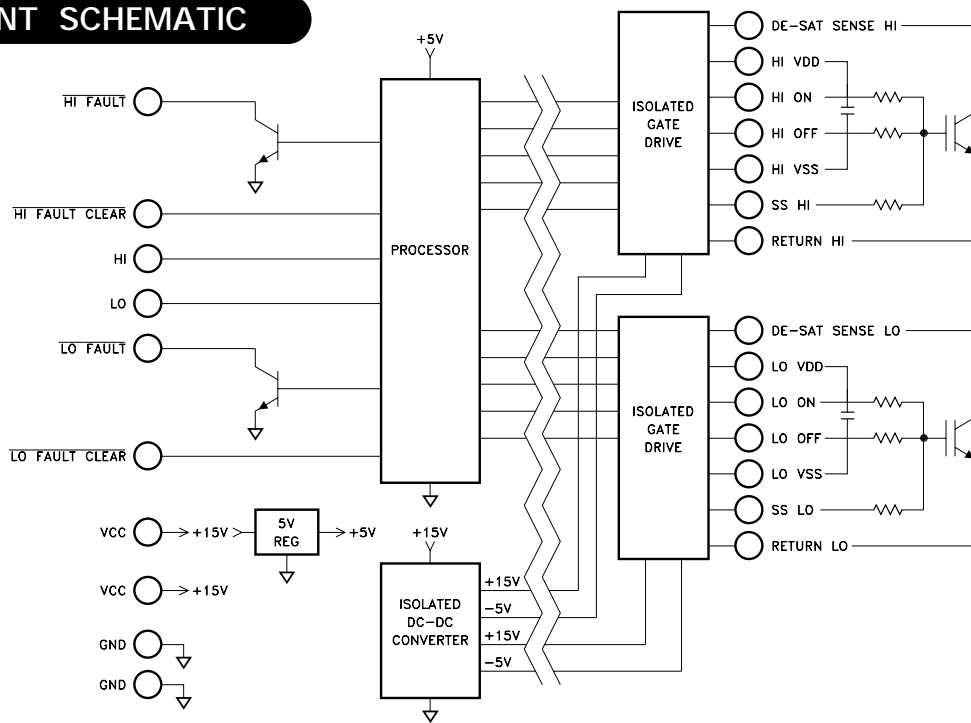 NT SCHEMATIC
+5V
HI FAULT
HI FAULT CLEAR
HI
LO
LO FAULT
LO FAULT CLEAR
PROCESSOR
VCC
+15V
5V
REG
+5V
VCC
+15V
GND
GND
+15V
ISOLATED
DC-DC
CONVERTER
+15V
-5V
+15V
-5V
ISOLATED
GATE
DRIVE
DE-SAT SENSE HI
HI VDD
HI ON
HI OFF
HI VSS
SS HI
RETURN HI
ISOLATED
GATE
DRIVE
DE-SAT SENSE LO
LO VDD
LO ON
LO OFF
LO VSS
SS LO
RETURN LO